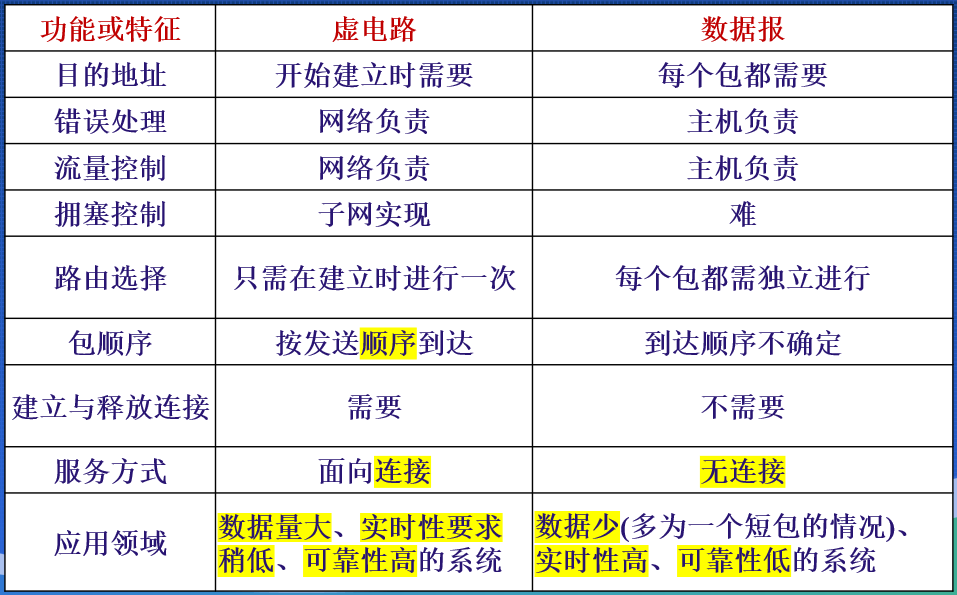 功能或特征 虚电路 数据报
目的地址 开始建立时需要 每个包都需要
错误处理 网络负责 主机负责
流量控制 网络负责 主机负责
拥塞控制 子网实现 难
路由选择 只需在建立时进行一次 每个包都需独立进行
包顺序 按发送顺序到达 到达顺序不确定
建立与释放连接 需要 不需要
服务方式 面向连接 无连接
应用领域
数据量大、实时性要求
稍低、可靠性高的系统
数据少(多为一个短包的情况)、
实时性高、可靠性低的系统